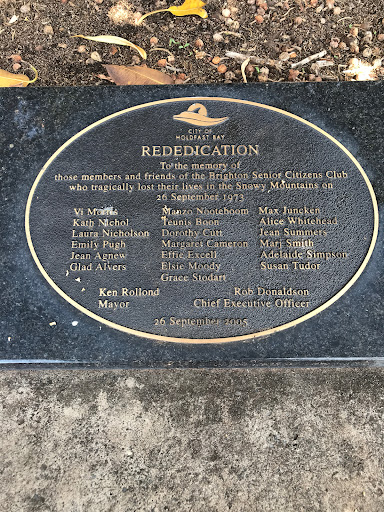 CITY OF
HOLDFAST BAY
REDEDICATION
To the memory of
those members and friends of the Brighton Senior Citizens Club
who tragically lost their lives in the Snowy Mountains on
26 September 1973
Vi Manzo Nooteboom Max Juncken
Kath Nichol Teunis Boon Alice Whitehead
Laura Nicholson Dorothy Cutt Jean Summers
Emily Pugh Margaret Cameron Marj Smith
Jean Agnew Effie Excell Adelaide Simpson
Glad Alvers Elsie Moody Susan Tudor
Grace Stodart
Ken Rollond Rob Donaldson
Mayor Chief Executive Officer
26 September 2005